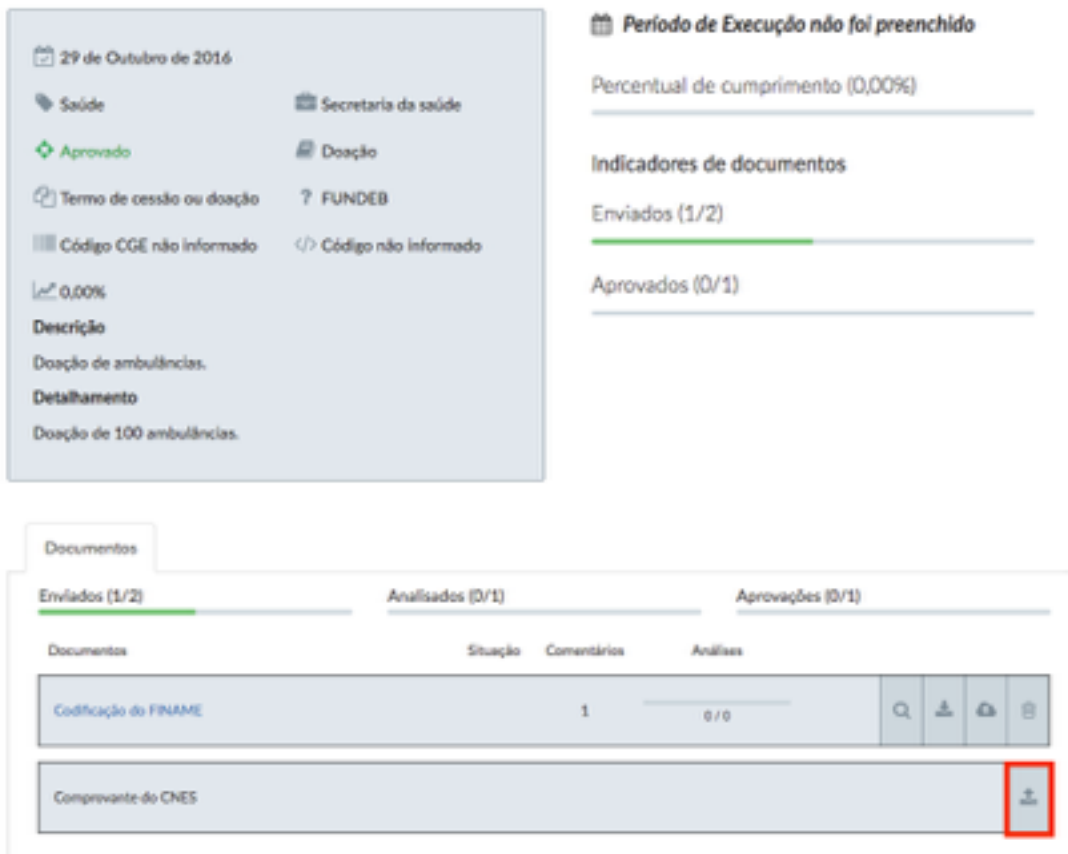 29 de Outubro de 2016
Saúde
Secretaria da saúde
Aprovado
Doação
Termo de cessão ou doação
? FUNDEB
Código CGE não informado
</> Código não informado
0,00%
Descrição
Doação de ambulâncias.
Detalhamento
Doação de 100 ambulâncias.
Período de Execução não foi preenchido
Percentual de cumprimento (0,00%)
Indicadores de documentos
Enviados (1/2)
Aprovados (0/1)
Documentos
Enviados (1/2)
Analisados (0/1)
Aprovações (0/1)
Documentos
Situação
Comentários
Análises
Codificação do FINAME
1
0 / 0
Comprovante do CNES